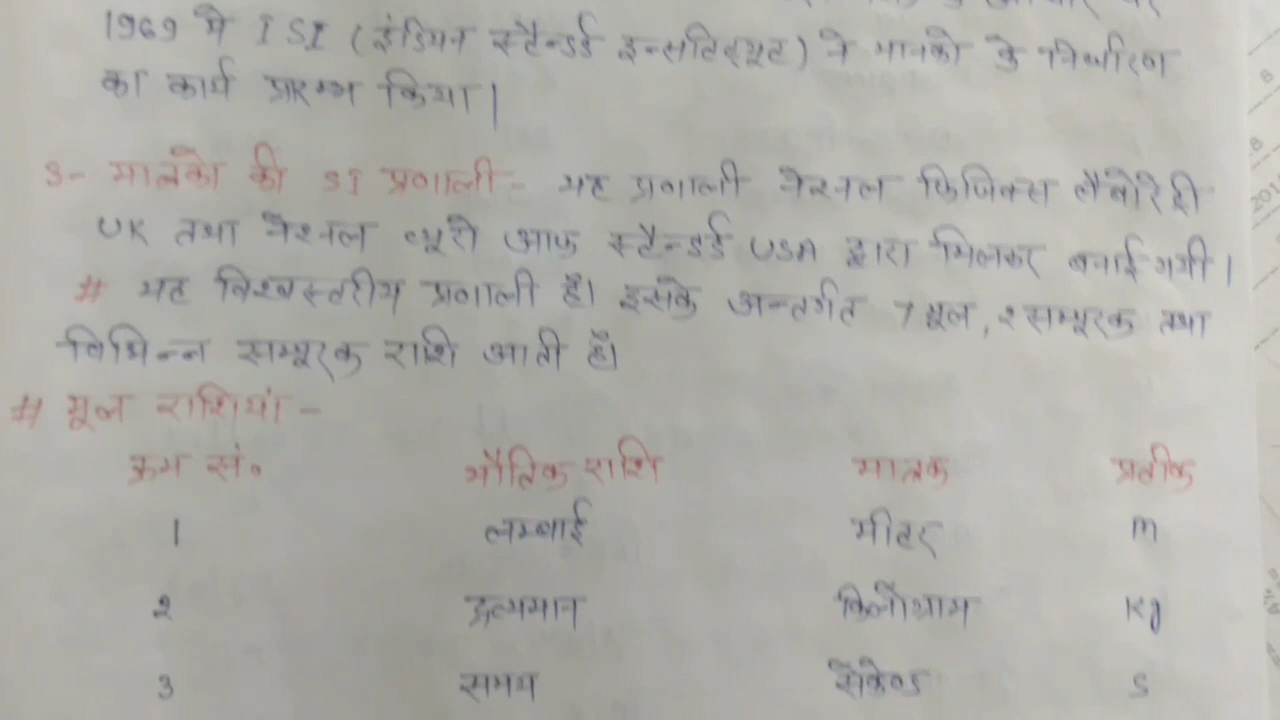 1969 मे ISI (इंडियन स्टैन्डर्ड इन्सटिट्यूट) ने मानको के निर्धारण
का कार्य प्रारम्भ किया।
3- मानको की SI प्रणाली - यह प्रणाली नेशनल फिजिक्स लैबोरेट्री
UK तथा नेशनल ब्यूरो आफ स्टैन्डर्ड USA द्वारा मिलकर बनाई गयी।
# यह विश्वस्तरीय प्रणाली है। इसके अन्तर्गत 7 मूल, 2 सम्पूरक तथा
विभिन्न सम्पूरक राशि आती है।
# मूल राशियां -
क्रम सं० भौतिक राशि मात्रक प्रतीक
1 लम्बाई मीटर m
2 द्रव्यमान किलोग्राम Kg
3 समय सेकेण्ड s